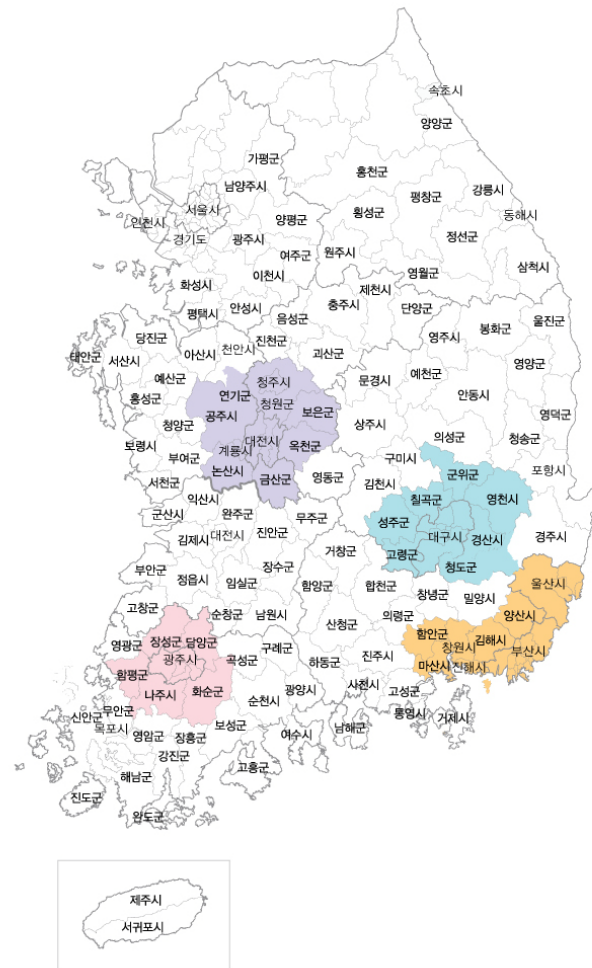 속초시
양양군
가평군
홍천군
남양주시
평창군
강릉시
서울시
횡성군
인천시
양평군
동해시
경기도
광주시
정선군
여주군
원주시
이천시
영월군
삼척시
화성시
제천시
안성시
충주시
단양군
평택시
음성군
울진군
당진군
진천군
영주시
봉화군
태안군
서산시
아산시
천안시
괴산군
영양군
예산군
청주시
문경시
예천군
홍성군
연기군
청원군
안동시
공주시
보은군
영덕군
청양군
상주시
보령시
대전시
옥천군
의성군
청송군
계룡시
부여군
구미시
논산시
금산군
영동군
군위군
포항시
서천군
김천시
익산시
칠곡군
영천시
군산시
완주군
무주군
성주군
김제시
대전시
진안군
대구시
경산시
경주시
거창군
고령군
부안군
장수군
청도군
정읍시
임실군
함양군
합천군
울산시
창녕군
밀양시
고창군
순창군
남원시
의령군
양산시
산청군
영광군
장성군
담양군
구례군
함안군
김해시
광주시
곡성군
창원시
부산시
함평군
하동군
진주시
마산시
진해시
나주시
화순군
사천시
광양시
고성군
신안군
무안군
순천시
통영시
거제시
목포시
보성군
남해군
영암군
장흥군
여수시
강진군
고흥군
해남군
진도군
완도군
제주시
서귀포시